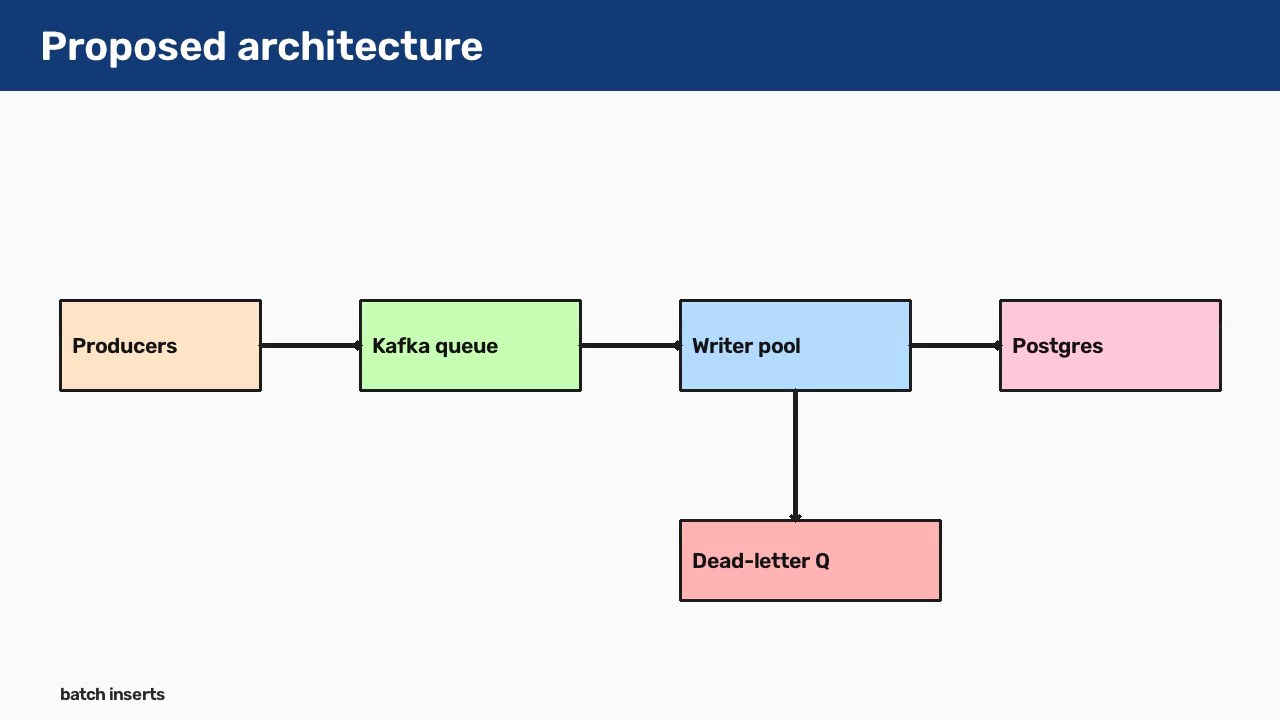 Proposed architecture
Producers
Kafka queue
Writer pool
Postgres
Dead-letter Q
batch inserts